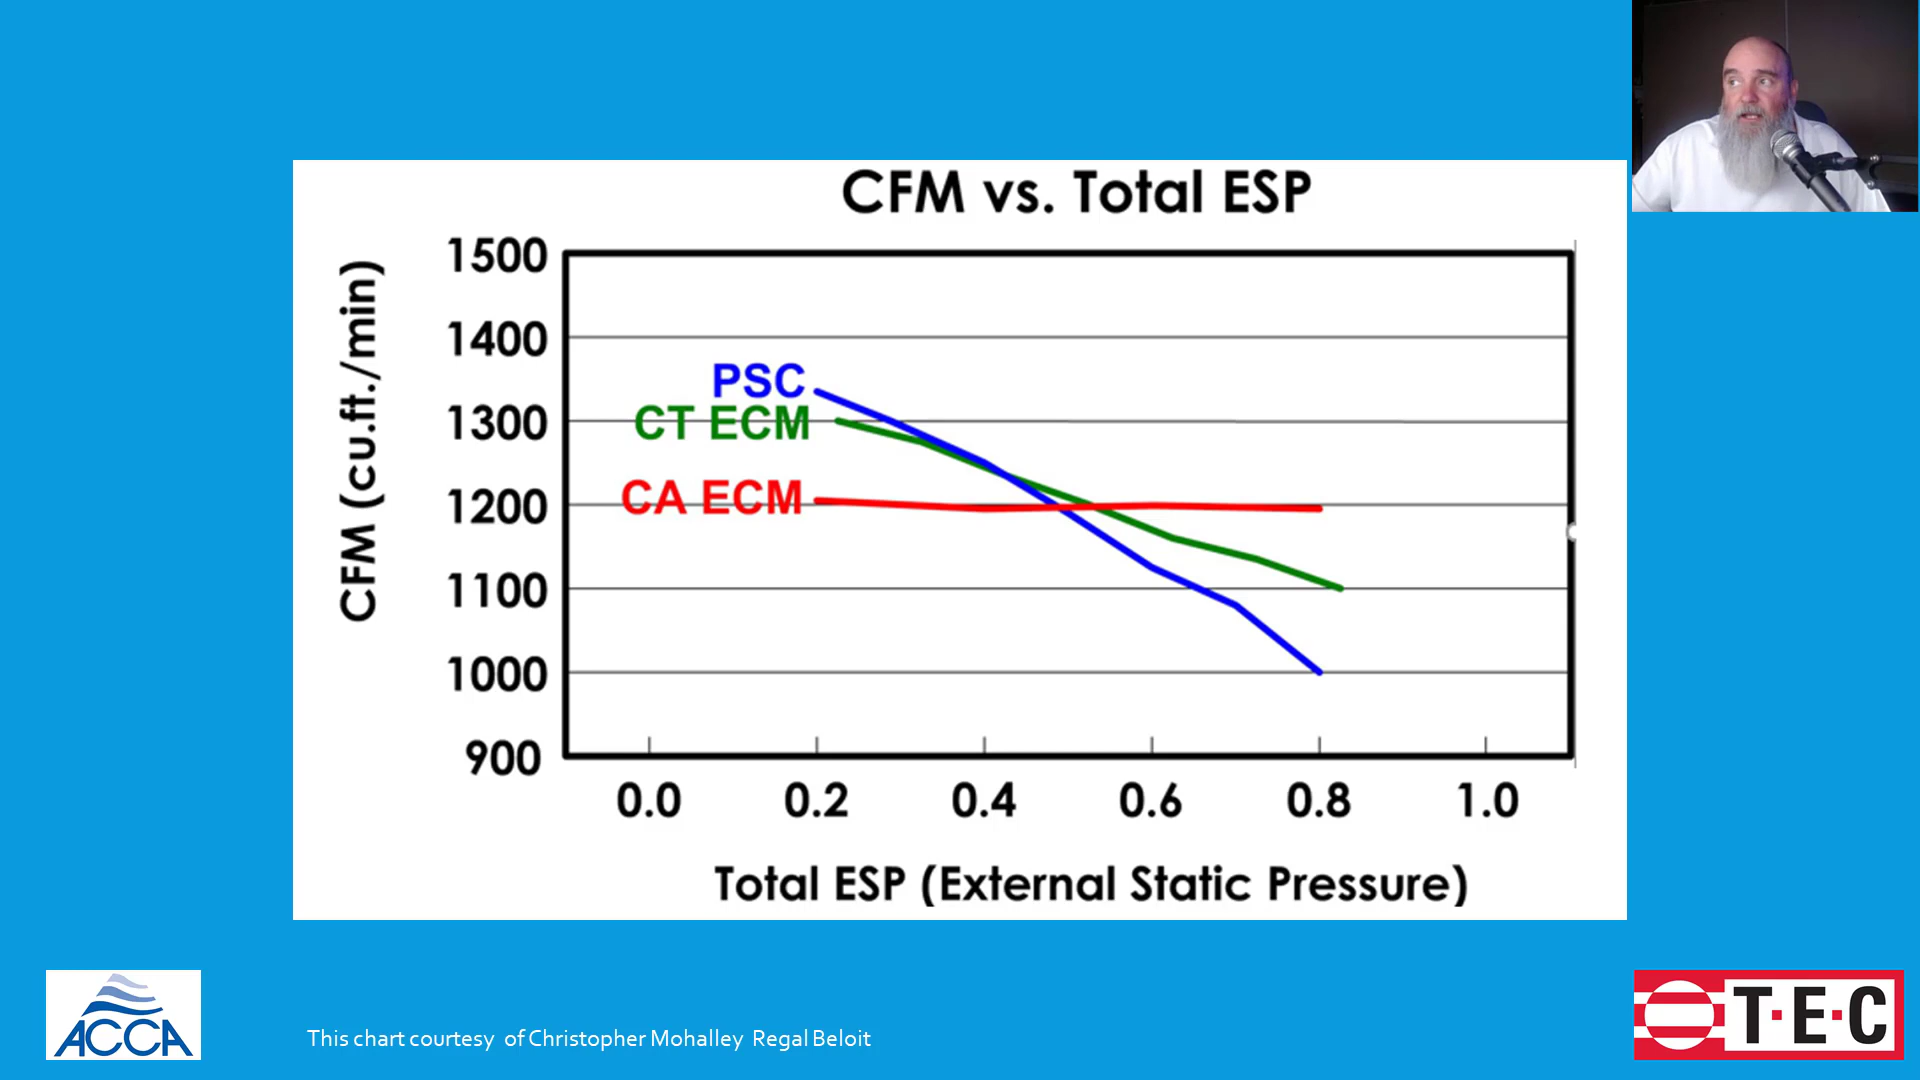 CFM vs. Total ESP
CFM (cu.ft./min)
1500
1400
1300
1200
1100
1000
900
PSC
CT ECM
CA ECM
0.0 0.2 0.4 0.6 0.8 1.0
Total ESP (External Static Pressure)
ACCA
This chart courtesy of Christopher Mohalley Regal Beloit
T·E·C